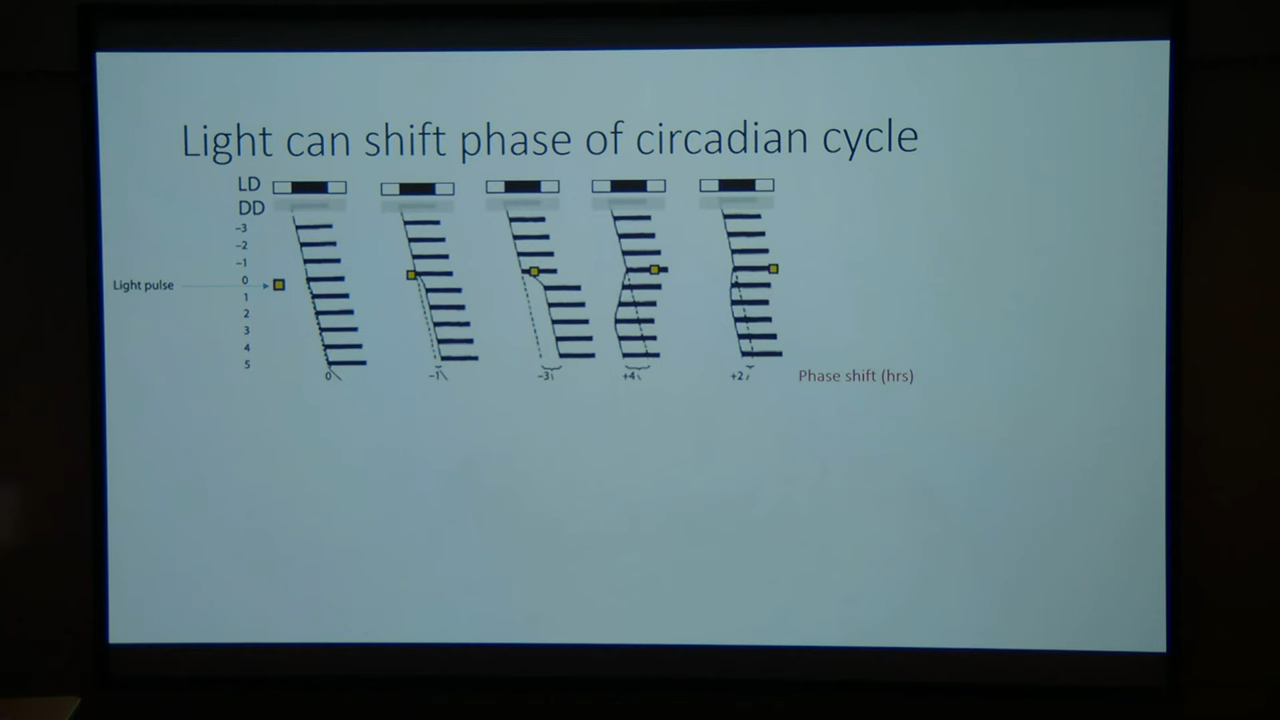 Light can shift phase of circadian cycle
LD
DD
-3
-2
-1
0
Light pulse
1
2
3
4
5
0
-1
-3
+4
+2
Phase shift (hrs)